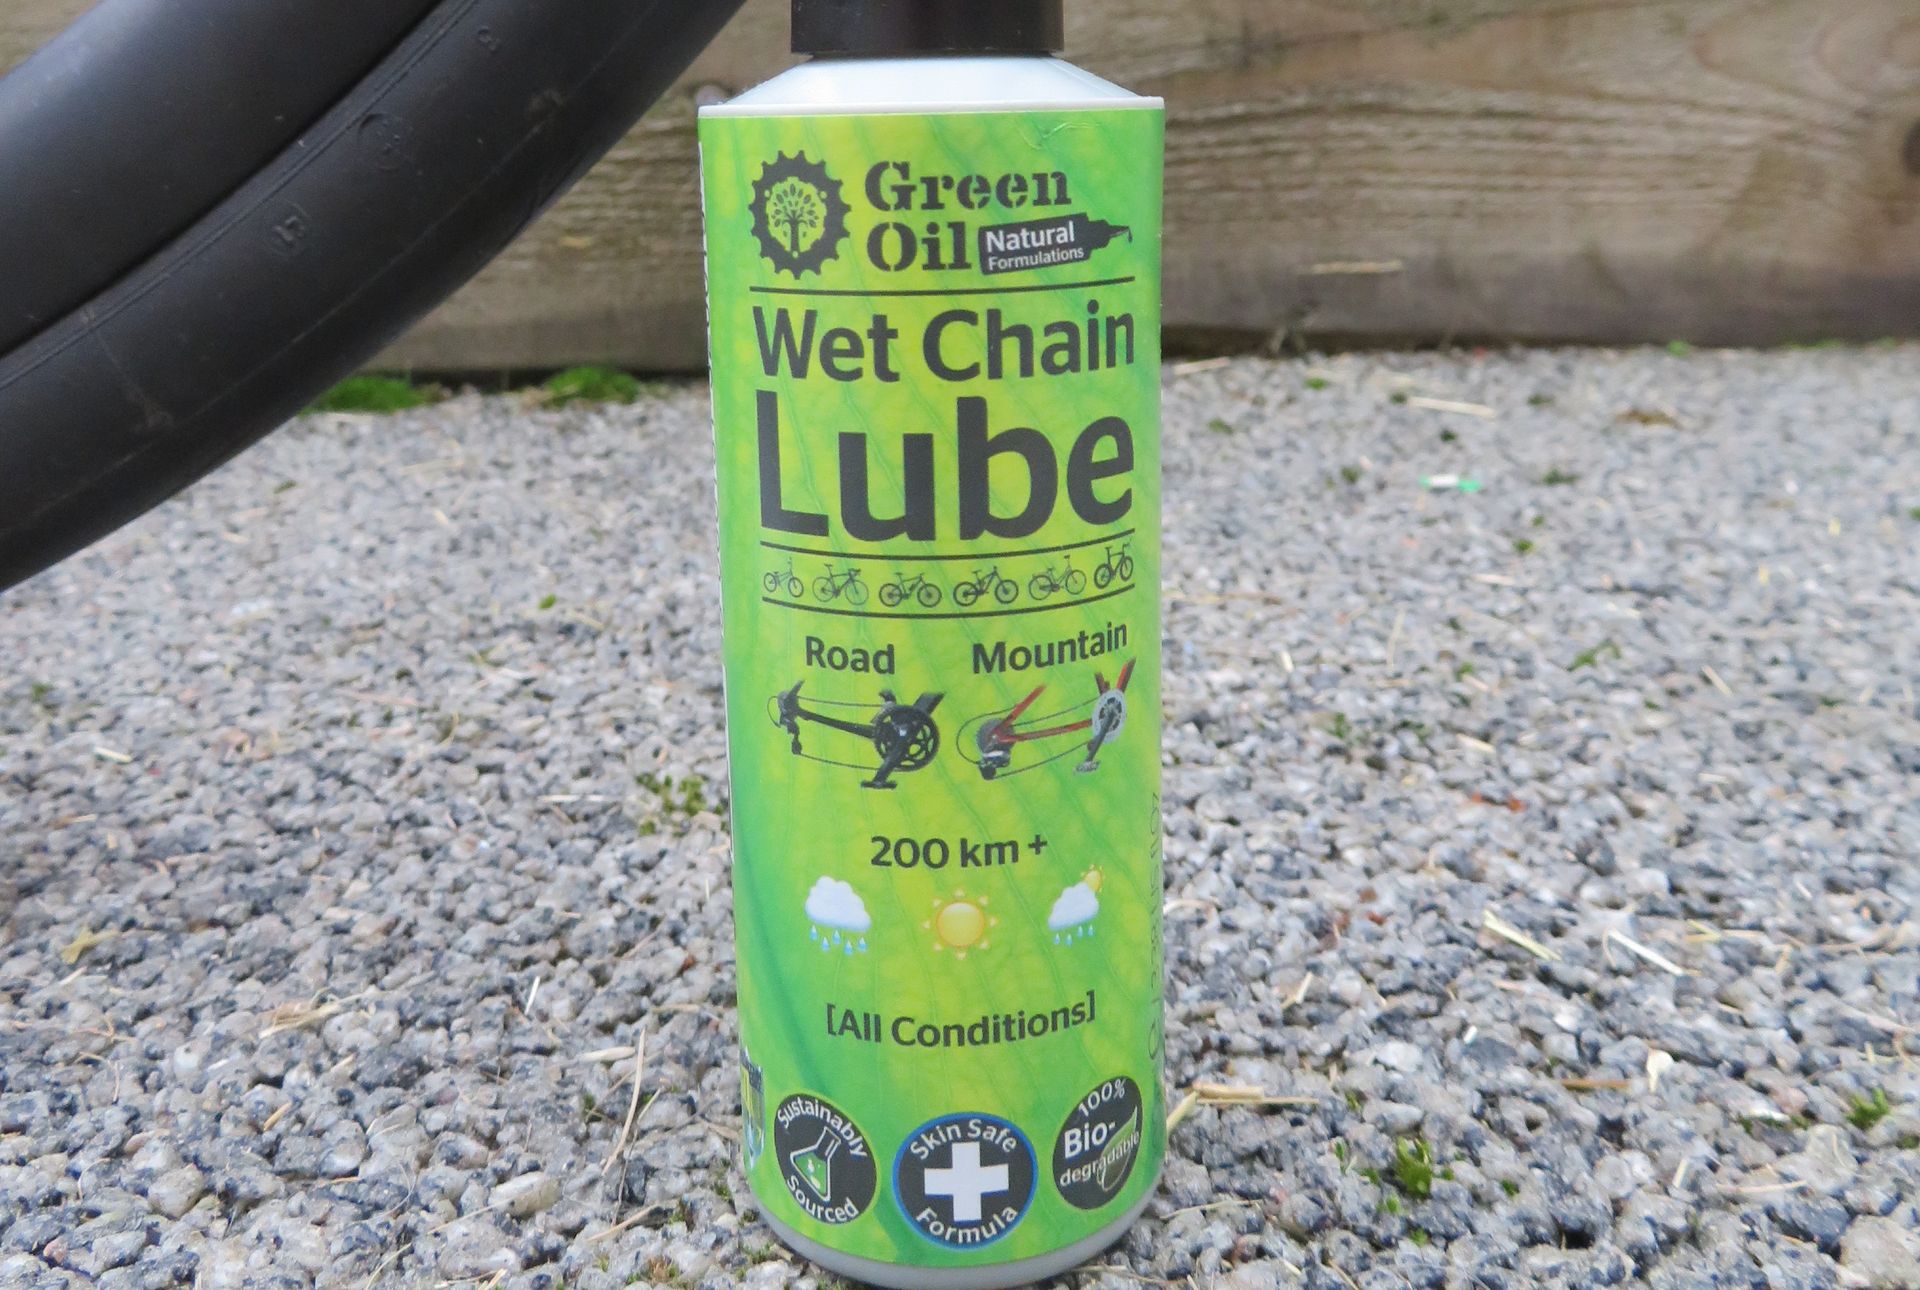 Green
Oil Natural
Formulations
Wet Chain
Lube
Road Mountain
200 km +
[All Conditions]
Sustainably
Sourced
Skin Safe
Formula
100%
Bio-
degradable